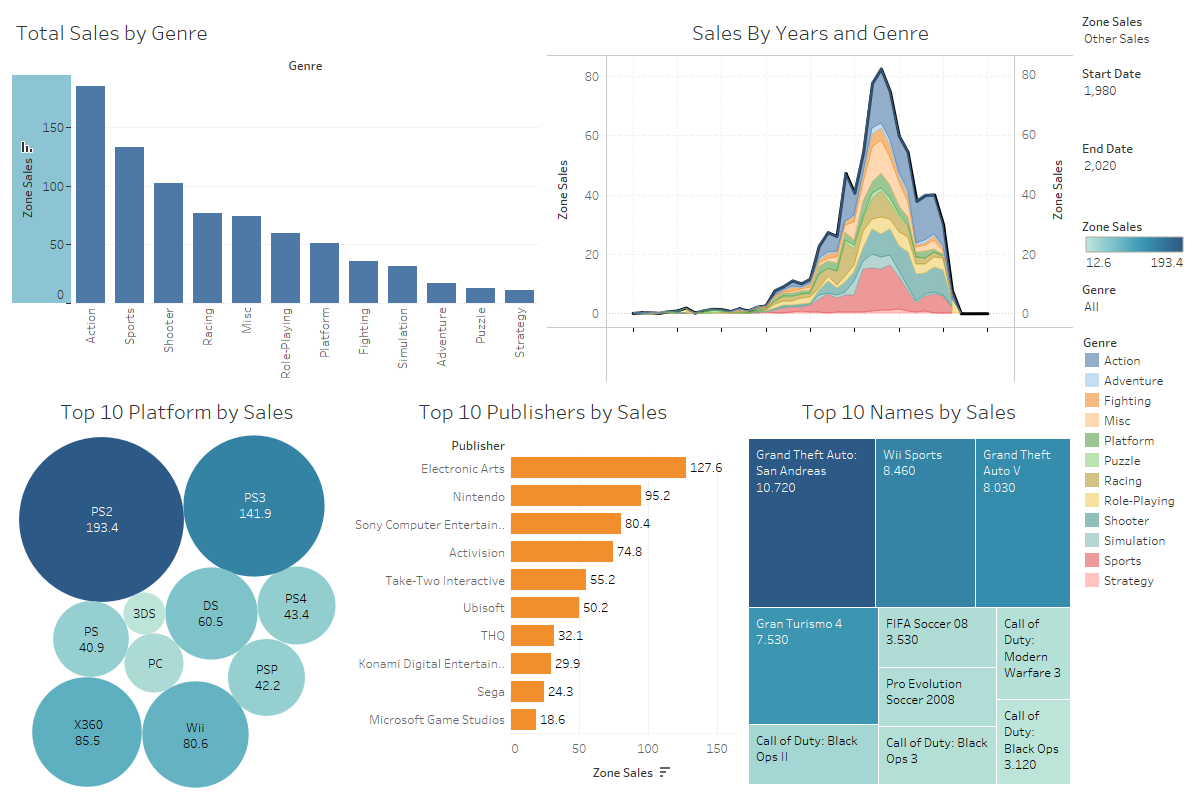 Total Sales by Genre
Genre
Zone Sales
150
100
50
0
Action
Sports
Shooter
Racing
Misc
Role-Playing
Platform
Fighting
Simulation
Adventure
Puzzle
Strategy
Sales By Years and Genre
Zone Sales
80
60
40
20
0
80
60
40
20
0
Zone Sales
Zone Sales
Other Sales
Start Date
1,980
End Date
2,020
Zone Sales
12.6 193.4
Genre
All
Genre
Action
Adventure
Fighting
Misc
Platform
Puzzle
Racing
Role-Playing
Shooter
Simulation
Sports
Strategy
Top 10 Platform by Sales
PS2
193.4
PS3
141.9
3DS
DS
60.5
PS4
43.4
PS
40.9
PC
PSP
42.2
X360
85.5
Wii
80.6
Top 10 Publishers by Sales
Publisher
Electronic Arts 127.6
Nintendo 95.2
Sony Computer Entertain.. 80.4
Activision 74.8
Take-Two Interactive 55.2
Ubisoft 50.2
THQ 32.1
Konami Digital Entertain.. 29.9
Sega 24.3
Microsoft Game Studios 18.6
0 50 100 150
Zone Sales
Top 10 Names by Sales
Grand Theft Auto:
San Andreas
10.720
Wii Sports
8.460
Grand Theft
Auto V
8.030
Gran Turismo 4
7.530
FIFA Soccer 08
3.530
Call of
Duty:
Modern
Warfare 3
Pro Evolution
Soccer 2008
Call of Duty: Black
Ops II
Call of Duty: Black
Ops 3
Call of
Duty:
Black Ops
3.120